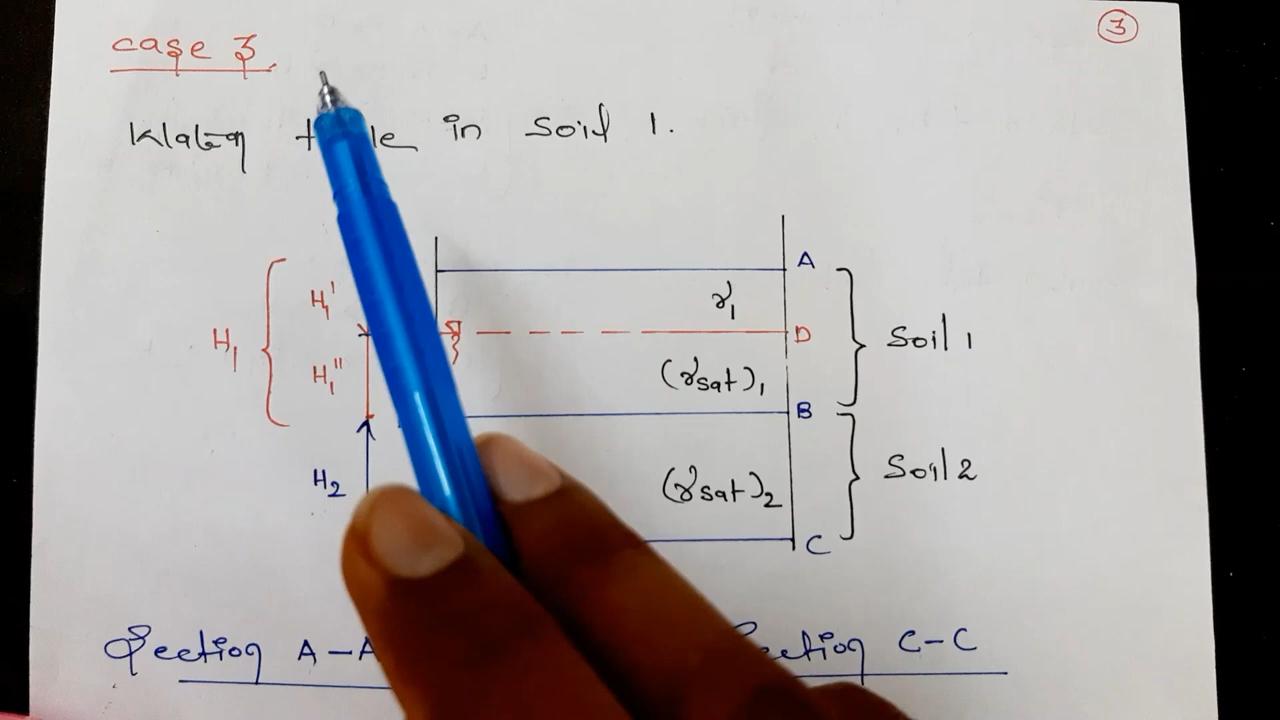 3
case 3
Water in Soil 1.
A
H₁'
γ₁
H₁
D
Soil 1
H₁''
(γsat)₁
B
H₂
(γsat)₂
Soil 2
C
Section A-A
C-C